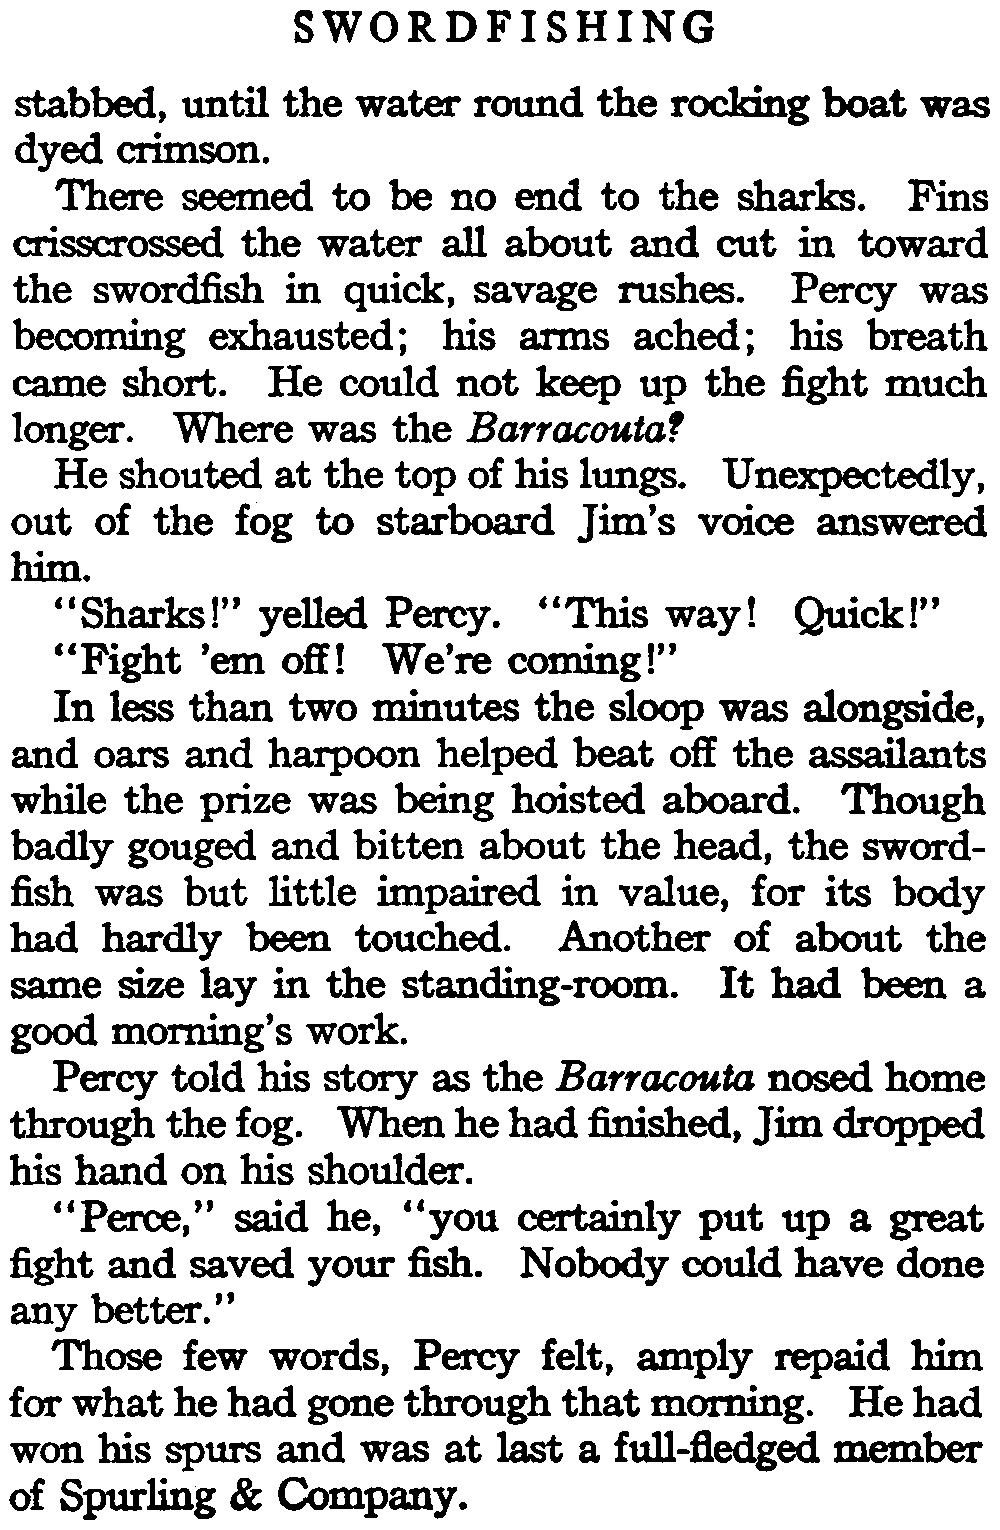 SWORDFISHING
stabbed, until the water round the rocking boat was
dyed crimson.
There seemed to be no end to the sharks. Fins
crisscrossed the water all about and cut in toward
the swordfish in quick, savage rushes. Percy was
becoming exhausted; his arms ached; his breath
came short. He could not keep up the fight much
longer. Where was the Barracouta?
He shouted at the top of his lungs. Unexpectedly,
out of the fog to starboard Jim's voice answered
him.
"Sharks!" yelled Percy. "This way! Quick!"
"Fight 'em off! We're coming!"
In less than two minutes the sloop was alongside,
and oars and harpoon helped beat off the assailants
while the prize was being hoisted aboard. Though
badly gouged and bitten about the head, the sword-
fish was but little impaired in value, for its body
had hardly been touched. Another of about the
same size lay in the standing-room. It had been a
good morning's work.
Percy told his story as the Barracouta nosed home
through the fog. When he had finished, Jim dropped
his hand on his shoulder.
"Perce," said he, "you certainly put up a great
fight and saved your fish. Nobody could have done
any better."
Those few words, Percy felt, amply repaid him
for what he had gone through that morning. He had
won his spurs and was at last a full-fledged member
of Spurling & Company.